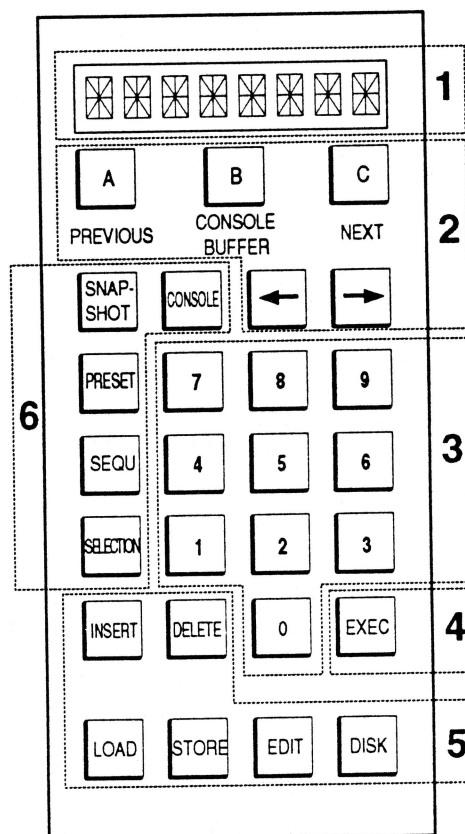 1
A B C
PREVIOUS CONSOLE BUFFER NEXT
2
SNAP-SHOT CONSOLE ← →
PRESET 7 8 9
6
3
SEQU 4 5 6
SELECTION 1 2 3
INSERT DELETE 0 EXEC
4
LOAD STORE EDIT DISK
5